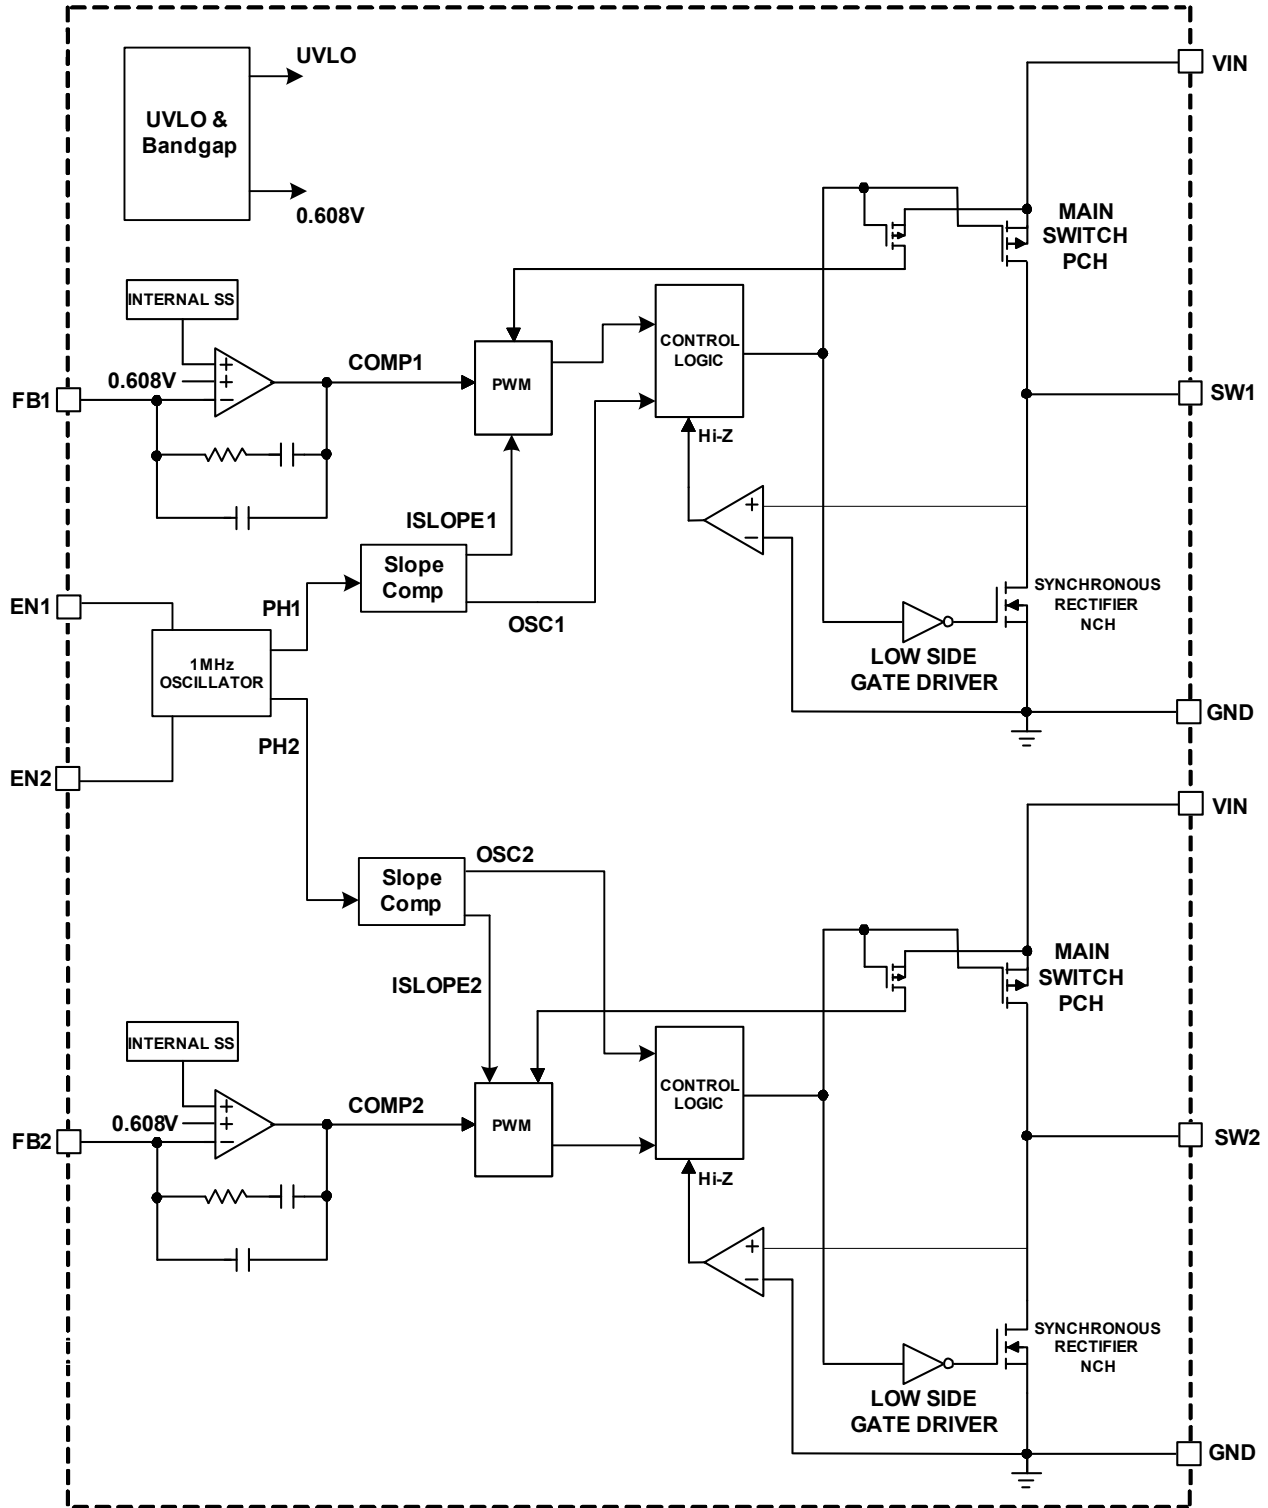 UVLO
VIN
UVLO &
Bandgap
0.608V
MAIN
SWITCH
PCH
INTERNAL SS
+
+
−
0.608V
COMP1
PWM
CONTROL
LOGIC
FB1
SW1
Hi-Z
+
−
ISLOPE1
Slope
Comp
OSC1
EN1
PH1
SYNCHRONOUS
RECTIFIER
NCH
1MHz
OSCILLATOR
LOW SIDE
GATE DRIVER
GND
PH2
EN2
VIN
OSC2
Slope
Comp
ISLOPE2
MAIN
SWITCH
PCH
INTERNAL SS
+
+
−
0.608V
COMP2
PWM
CONTROL
LOGIC
FB2
SW2
Hi-Z
+
−
SYNCHRONOUS
RECTIFIER
NCH
LOW SIDE
GATE DRIVER
GND